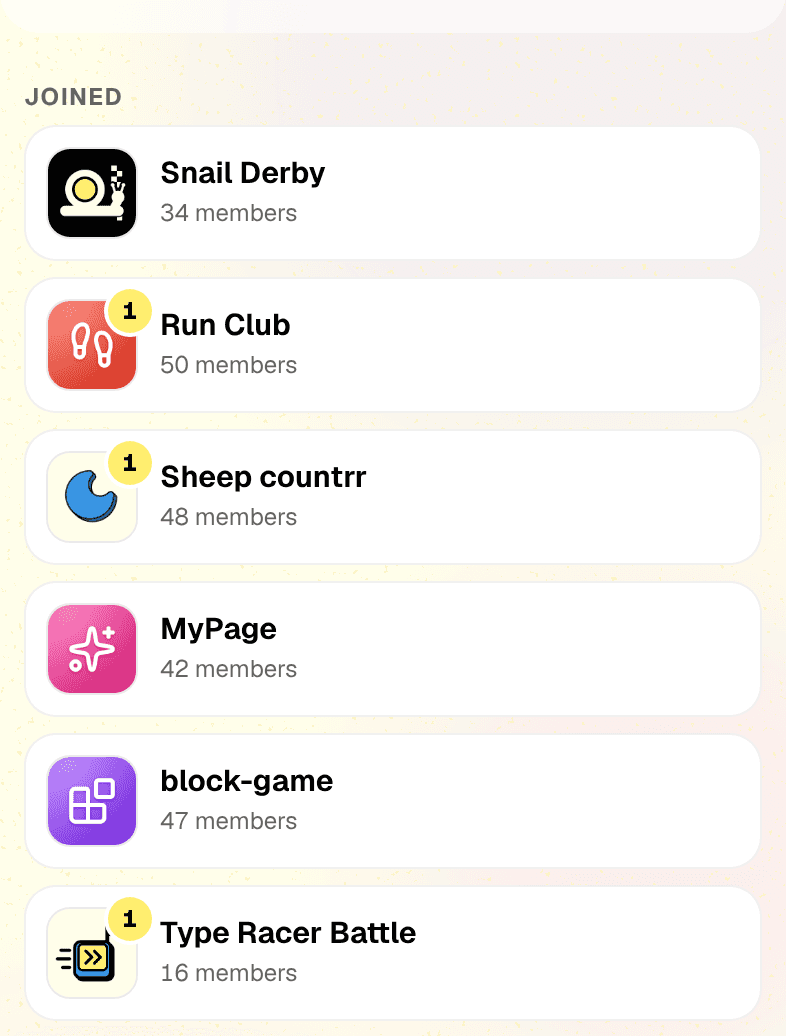 JOINED
Snail Derby
34 members
1
Run Club
50 members
1
Sheep countrr
48 members
MyPage
42 members
block-game
47 members
1
Type Racer Battle
16 members